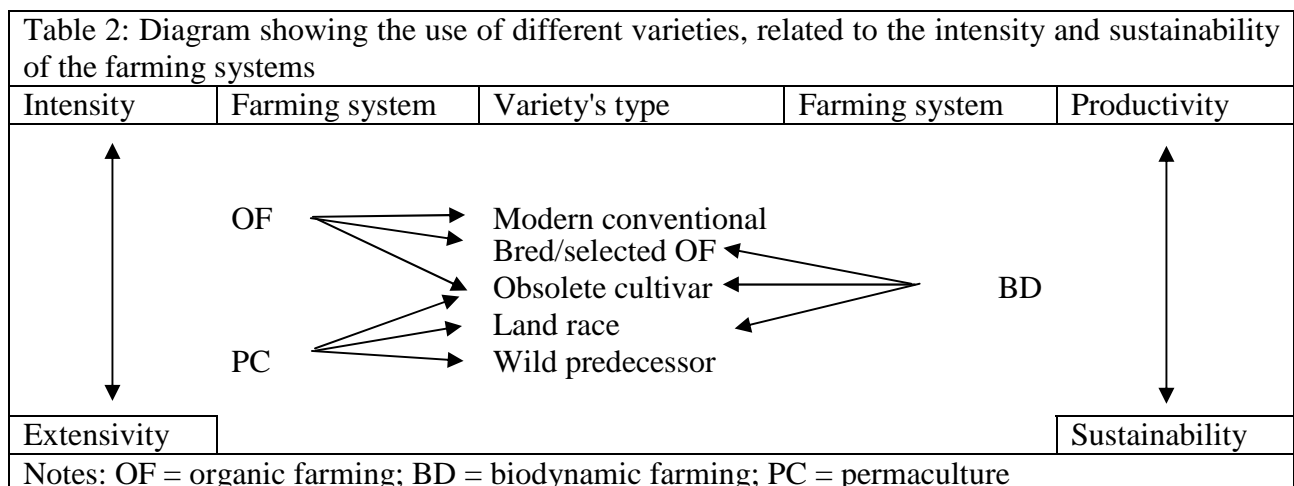 Table 2: Diagram showing the use of different varieties, related to the intensity and sustainability
of the farming systems
Intensity Farming system Variety's type Farming system Productivity
OF Modern conventional
Bred/selected OF
Obsolete cultivar BD
Land race
PC Wild predecessor
Extensivity Sustainability
Notes: OF = organic farming; BD = biodynamic farming; PC = permaculture